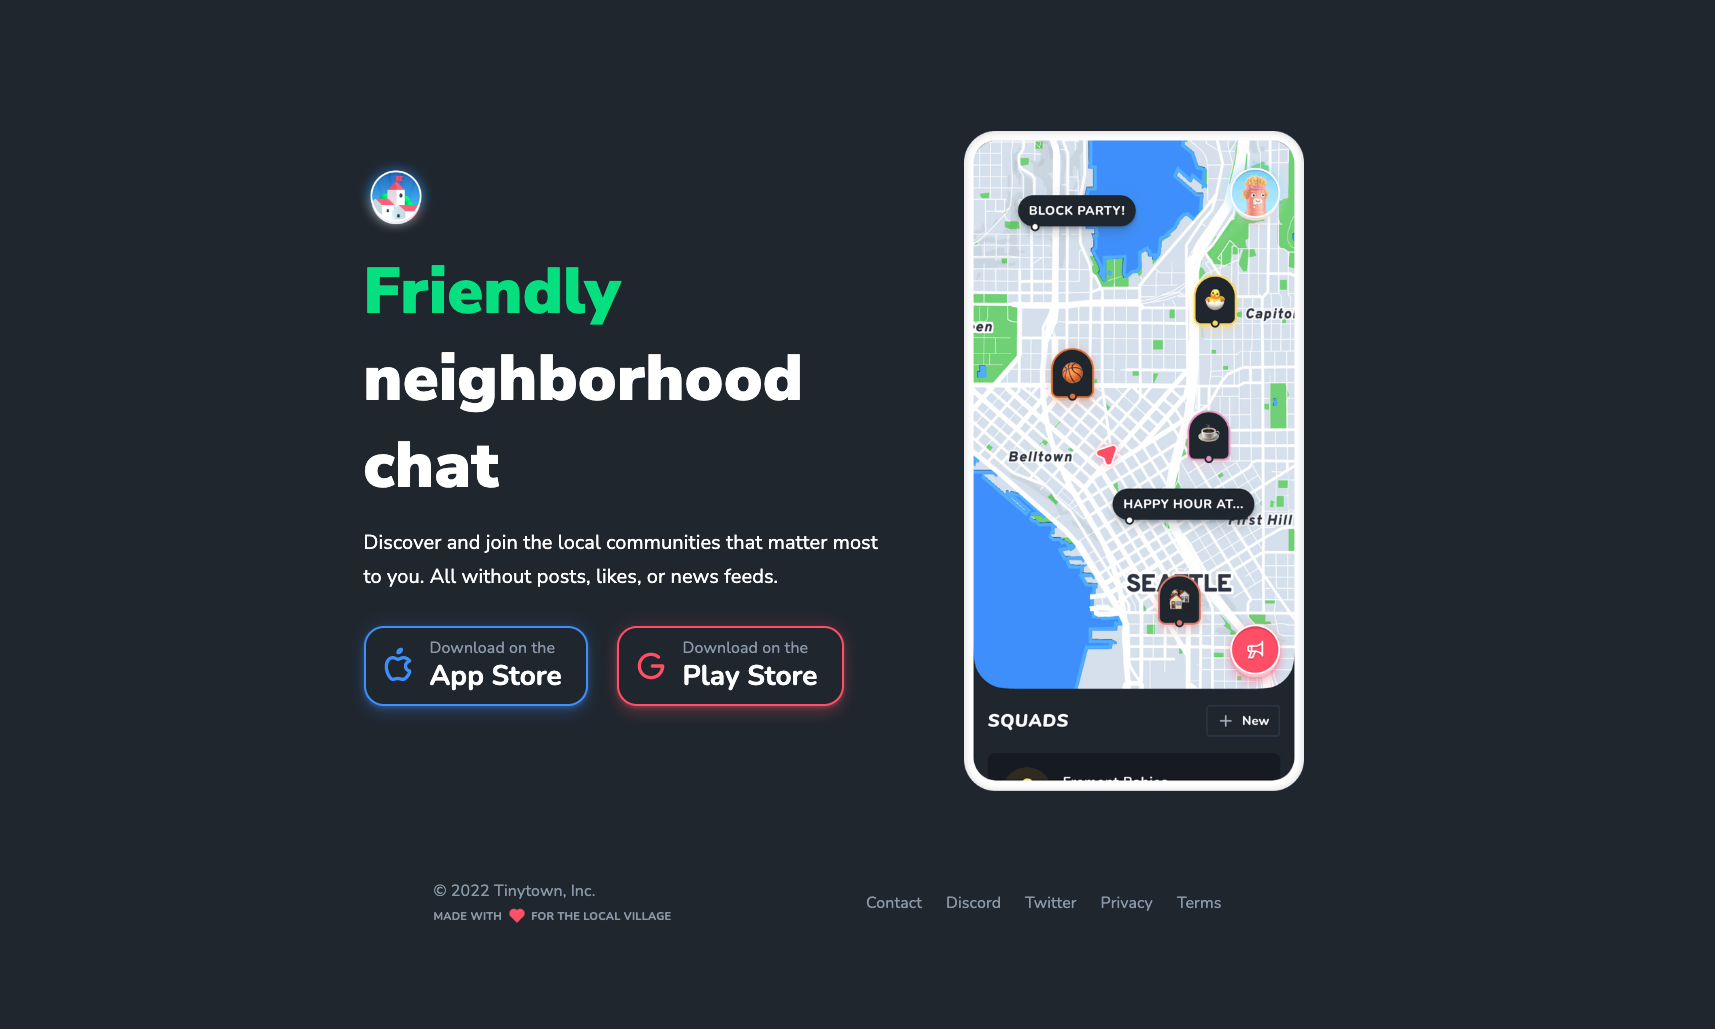 Friendly
neighborhood
chat
Discover and join the local communities that matter most
to you. All without posts, likes, or news feeds.
Download on the
App Store
Download on the
Play Store
BLOCK PARTY!
Capitol
een
Belltown
HAPPY HOUR AT...
First Hill
SEATTLE
SQUADS
New
Fremont Babies
© 2022 Tinytown, Inc.
MADE WITH ❤ FOR THE LOCAL VILLAGE
Contact
Discord
Twitter
Privacy
Terms